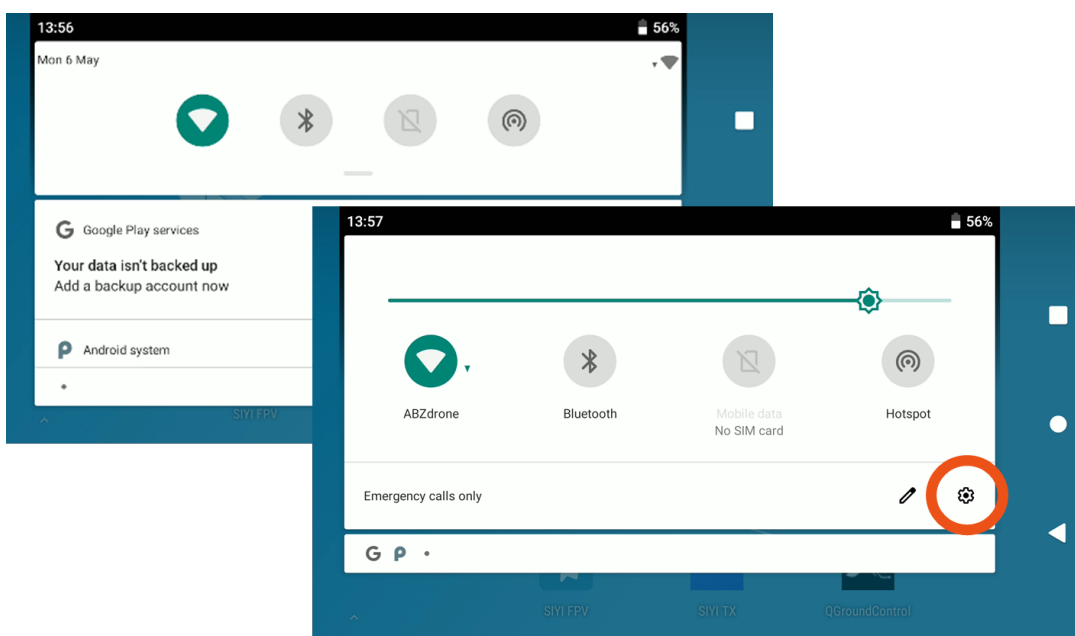 13:56
56%
Mon 6 May
Google Play services
Your data isn't backed up
Add a backup account now
Android system
SIYI FPV
13:57
56%
ABZdrone
Bluetooth
Mobile data
No SIM card
Hotspot
Emergency calls only
SIYI FPV
SIYI TX
QGroundControl